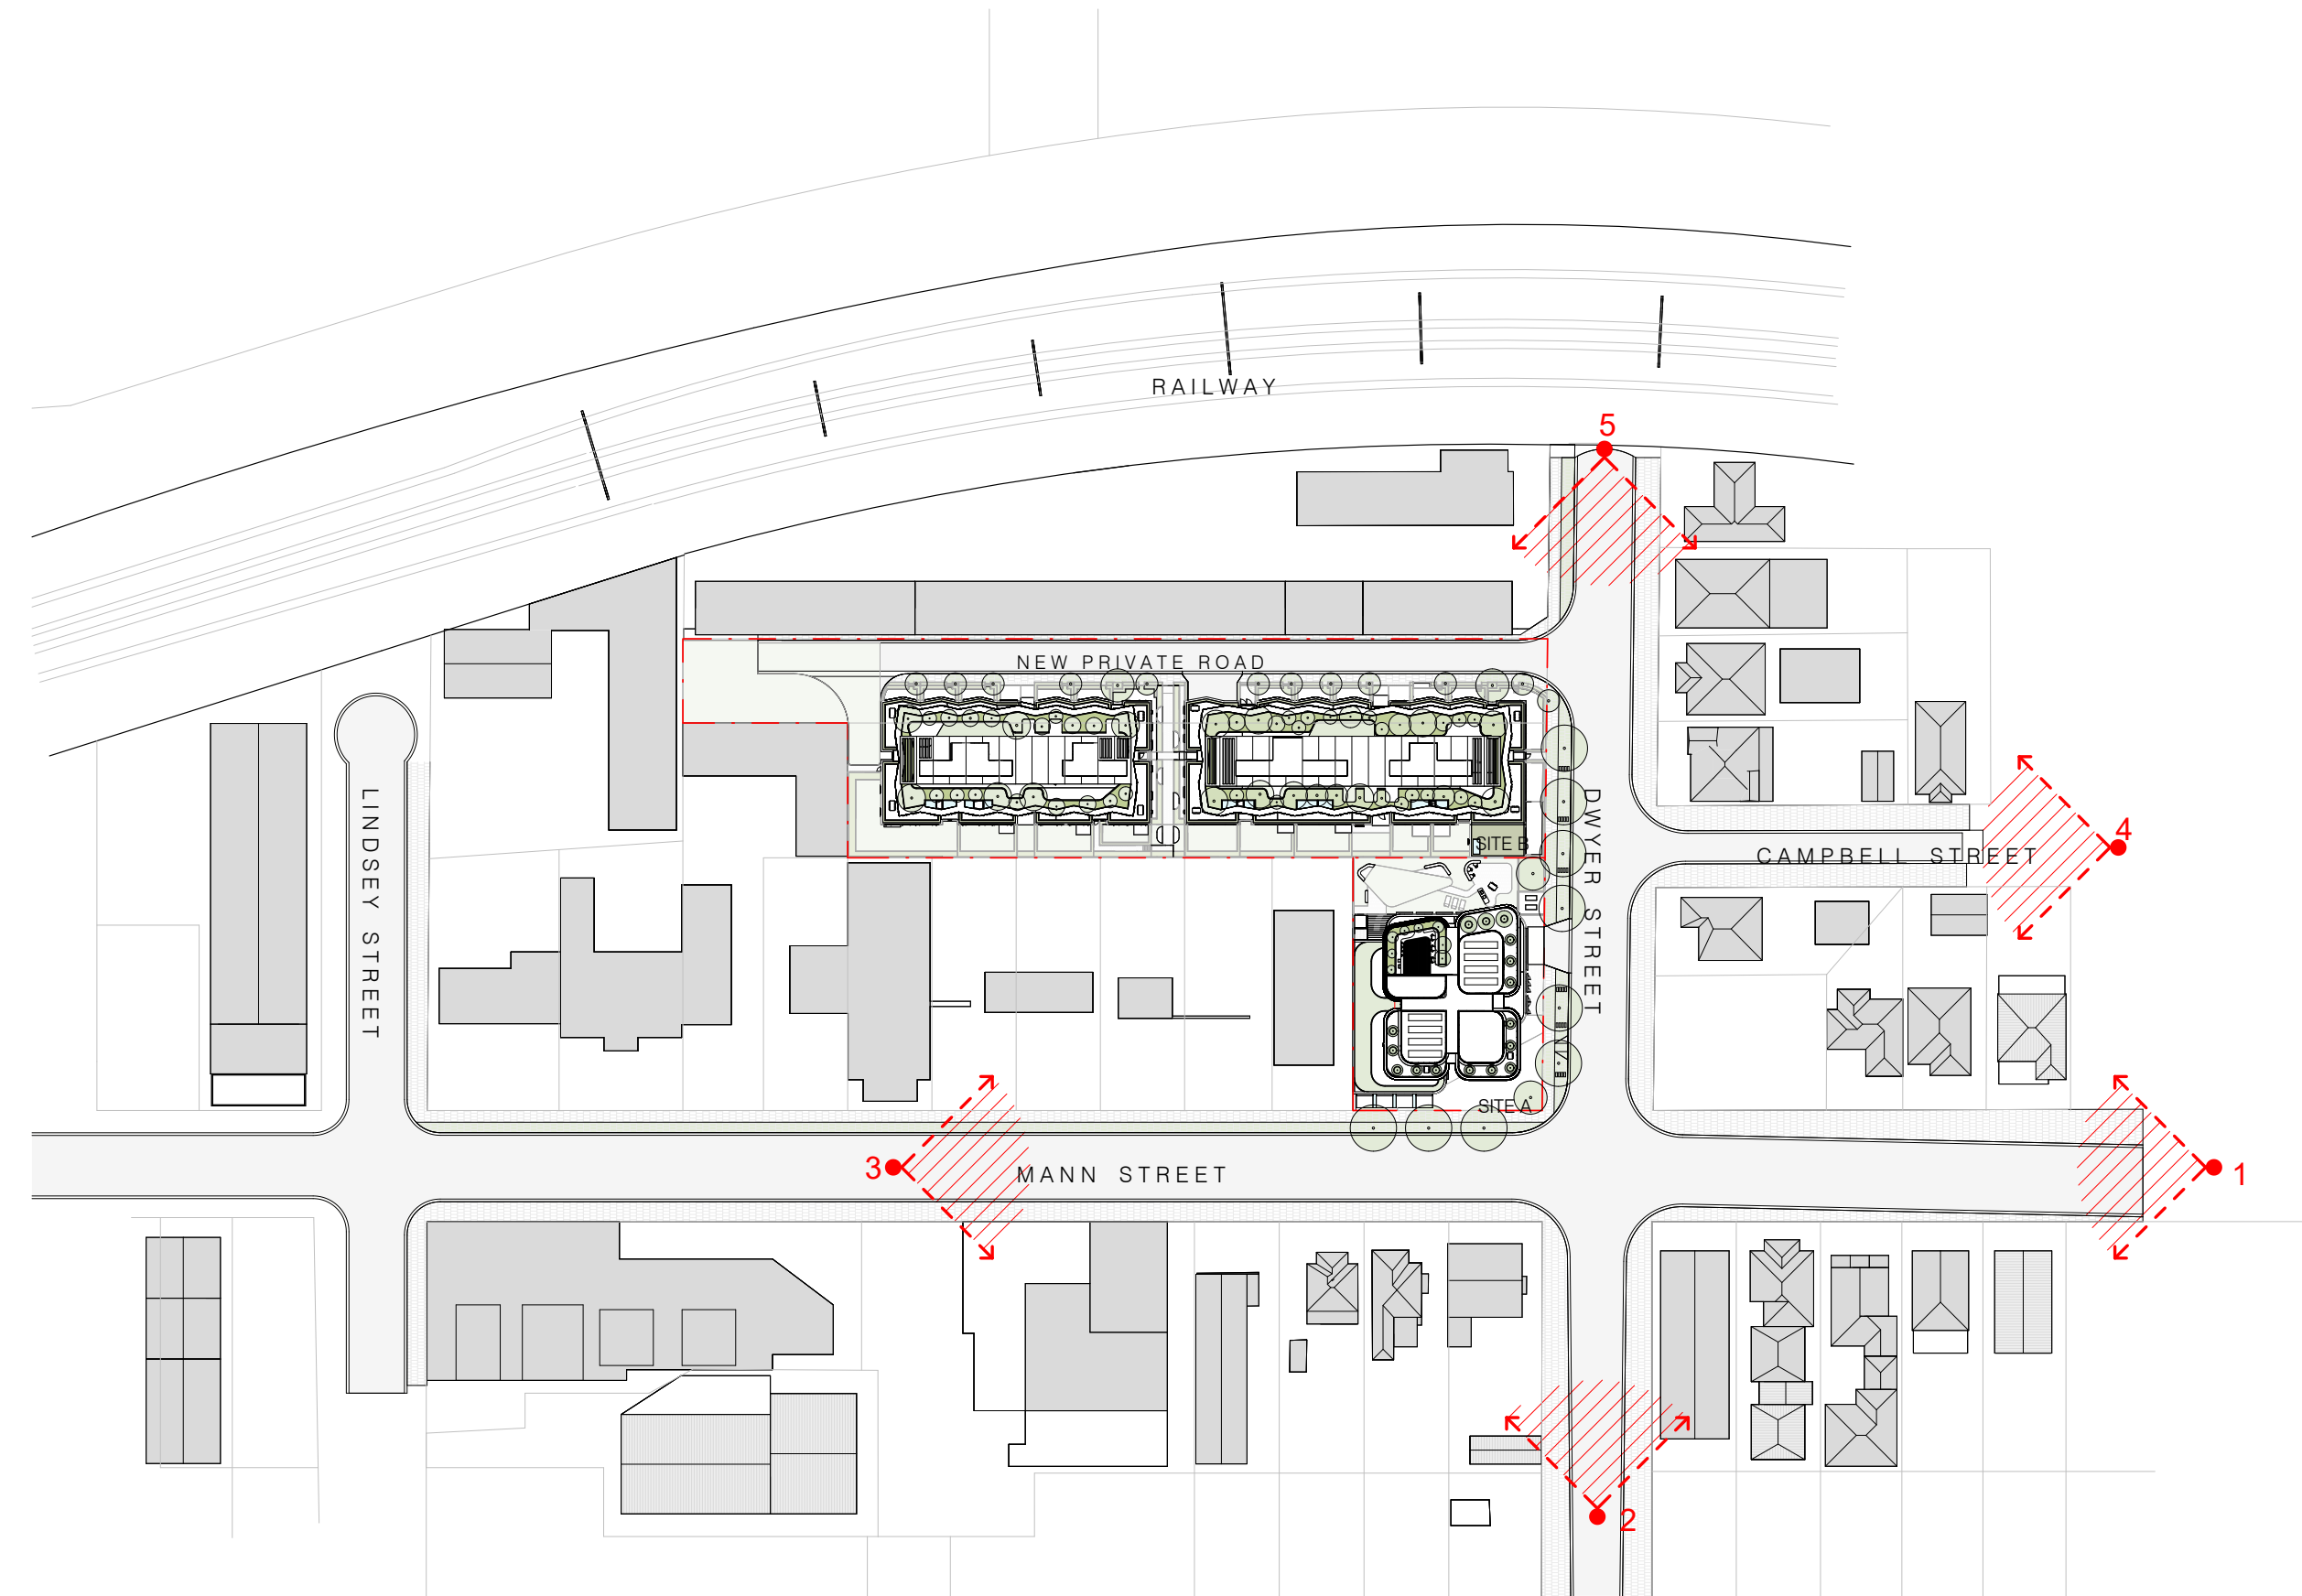 RAILWAY
5
NEW PRIVATE ROAD
LINDSEY STREET
DWYER STREET
4
SITE B
CAMPBELL STREET
SITE A
3
MANN STREET
1
2